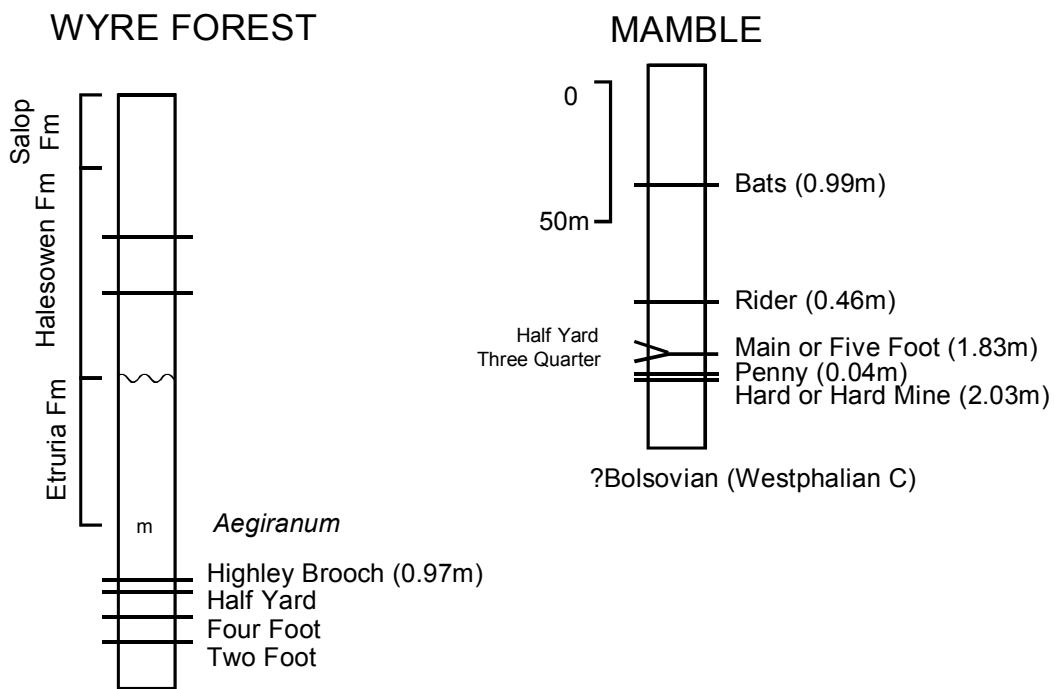 WYRE FOREST
Salop
Fm
Halesowen Fm
Etruria Fm
m
Aegiranum
Highley Brooch (0.97m)
Half Yard
Four Foot
Two Foot
MAMBLE
0
50m
Bats (0.99m)
Rider (0.46m)
Half Yard
Three Quarter
Main or Five Foot (1.83m)
Penny (0.04m)
Hard or Hard Mine (2.03m)
?Bolsovian (Westphalian C)